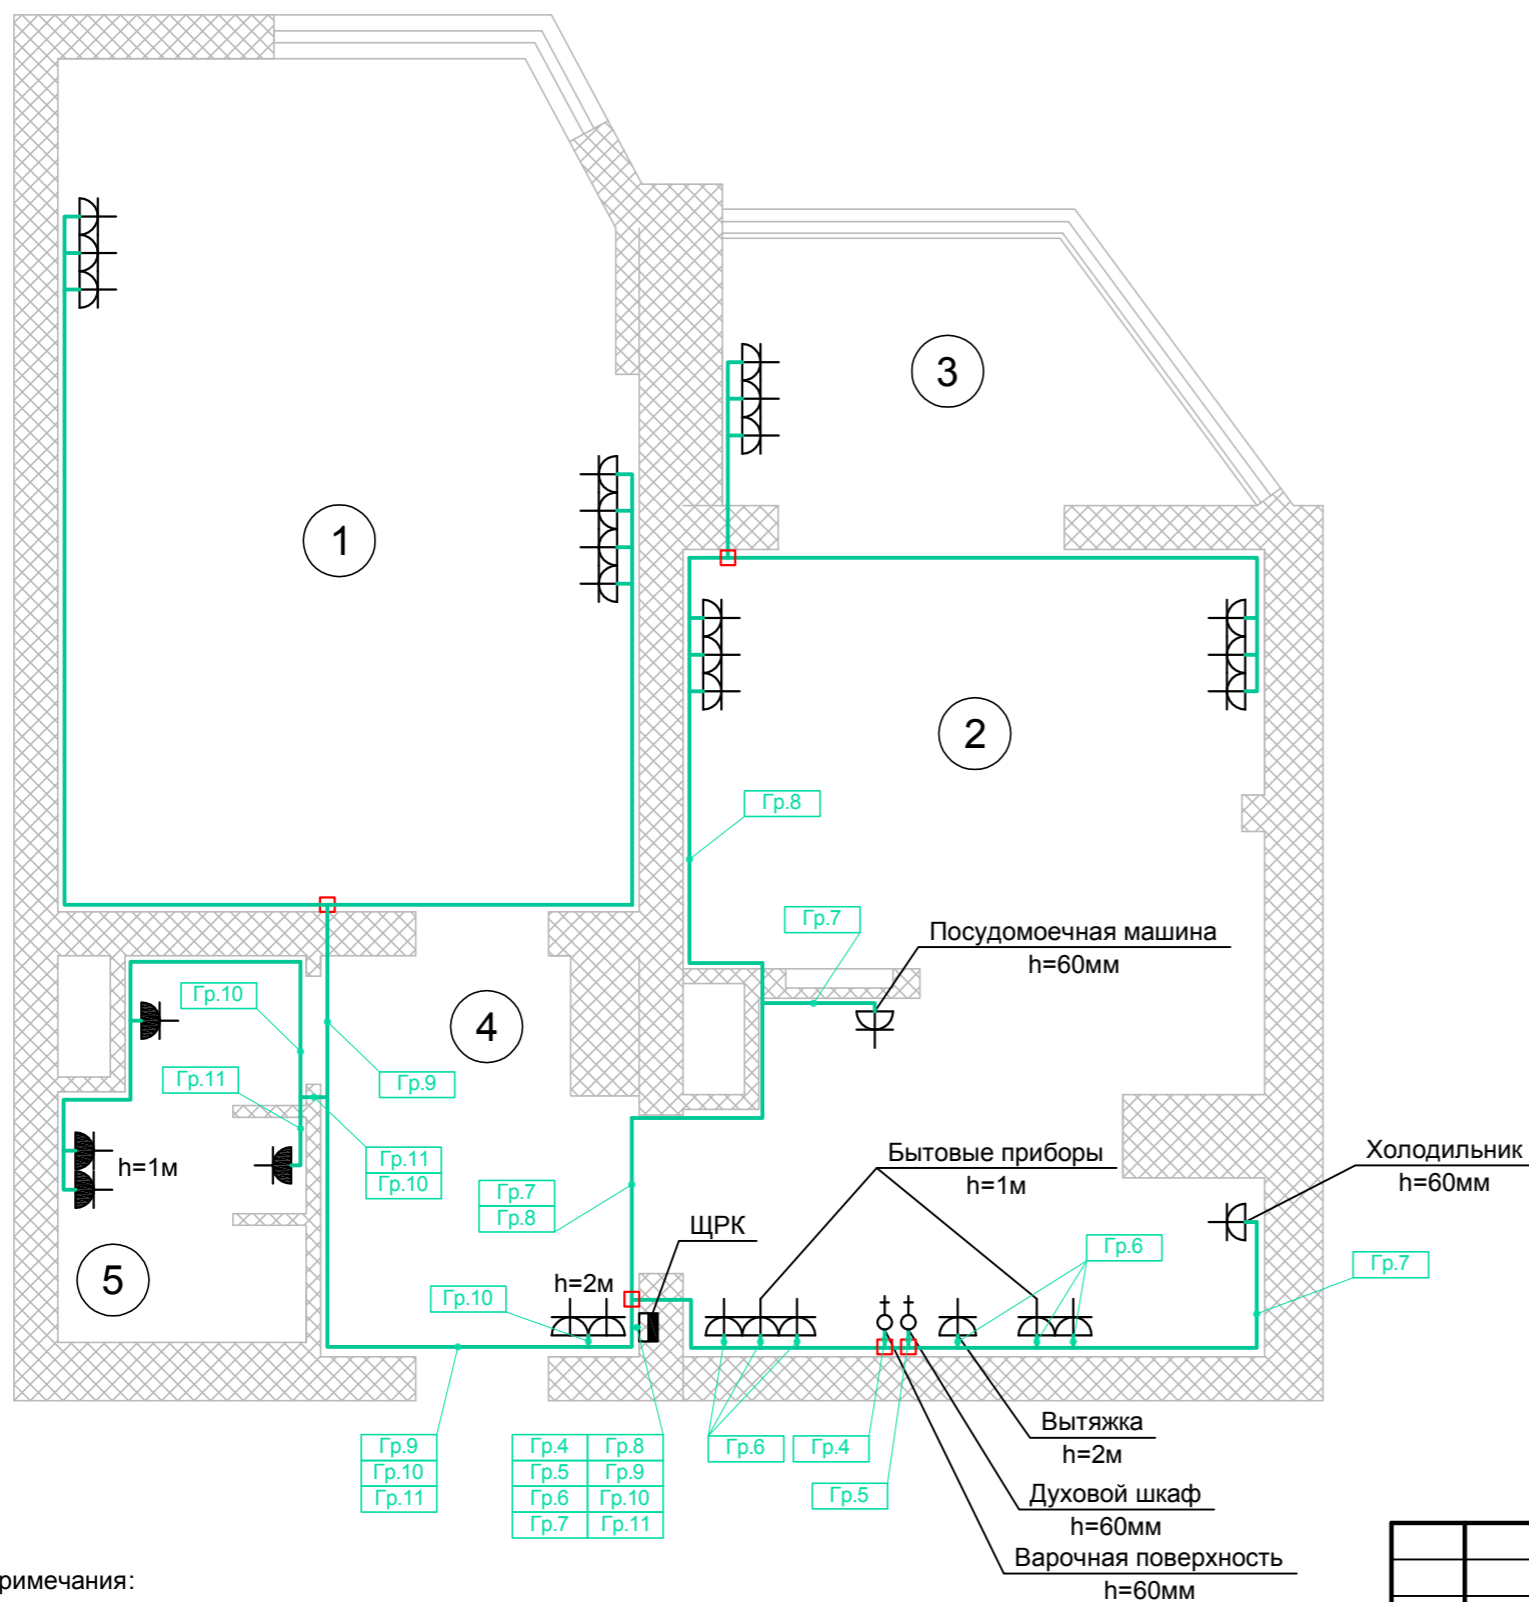 3
1
2
Гр.8
Гр.7
Посудомоечная машина
h=60мм
Гр.10
4
Гр.11
Гр.9
Гр.11
Гр.10
h=1м
Гр.7
Гр.8
Бытовые приборы
h=1м
Холодильник
h=60мм
ЩРК
Гр.6
Гр.7
5
h=2м
Гр.10
Гр.9
Гр.10
Гр.11
Гр.4 Гр.8
Гр.5 Гр.9
Гр.6 Гр.10
Гр.7 Гр.11
Гр.6
Гр.4
Гр.5
Вытяжка
h=2м
Духовой шкаф
h=60мм
Варочная поверхность
h=60мм
римечания: